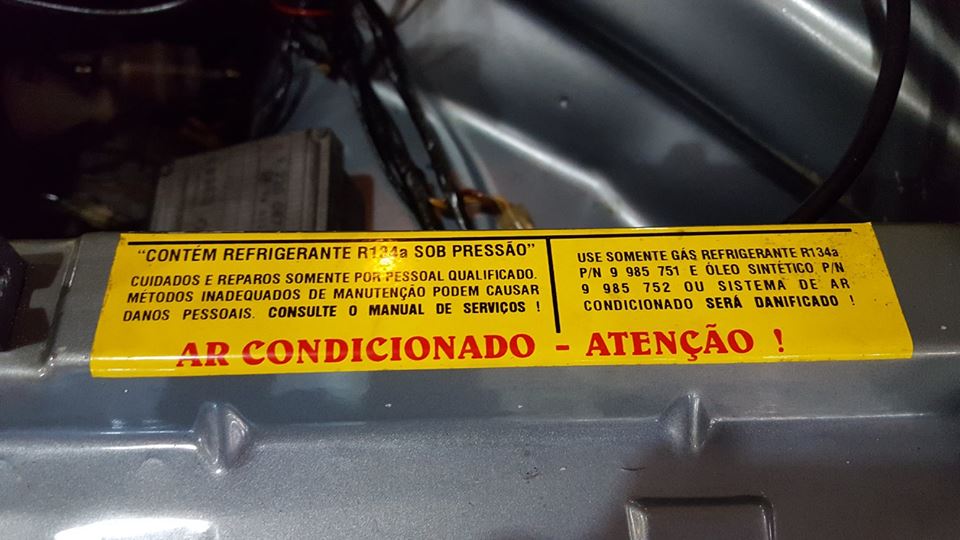 "CONTÉM REFRIGERANTE R134a SOB PRESSÃO"
CUIDADOS E REPAROS SOMENTE POR PESSOAL QUALIFICADO.
MÉTODOS INADEQUADOS DE MANUTENÇÃO PODEM CAUSAR
DANOS PESSOAIS. CONSULTE O MANUAL DE SERVIÇOS !
USE SOMENTE GÁS REFRIGERANTE R134a
P/N 9 985 751 E ÓLEO SINTÉTICO P/N
9 985 752 OU SISTEMA DE AR
CONDICIONADO SERÁ DANIFICADO !
AR CONDICIONADO - ATENÇÃO !